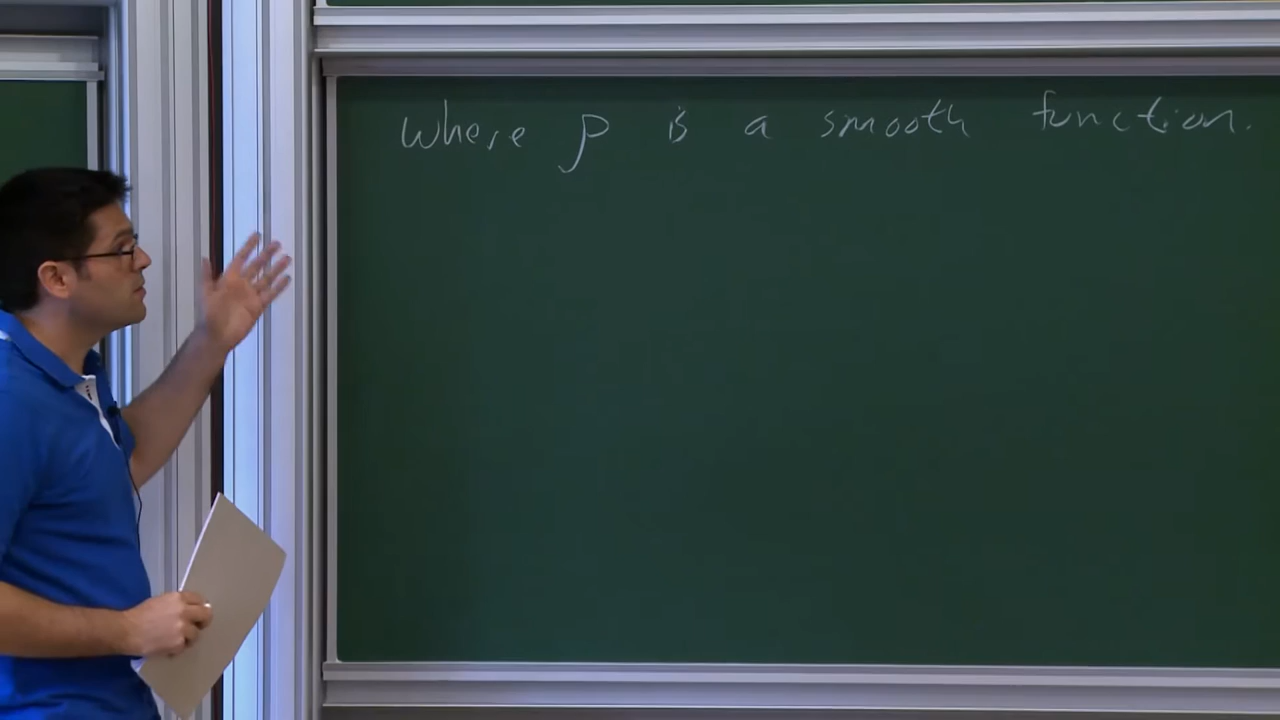 where ρ is a smooth function.